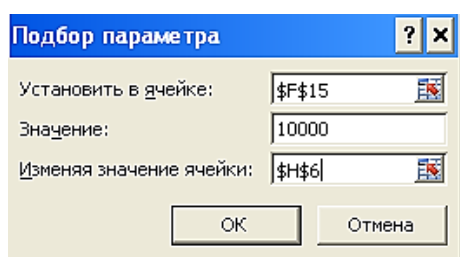 Подбор параметра ? ×
Установить в ячейке: $F$15
Значение: 10000
Изменяя значение ячейки: $H$6
ОК Отмена